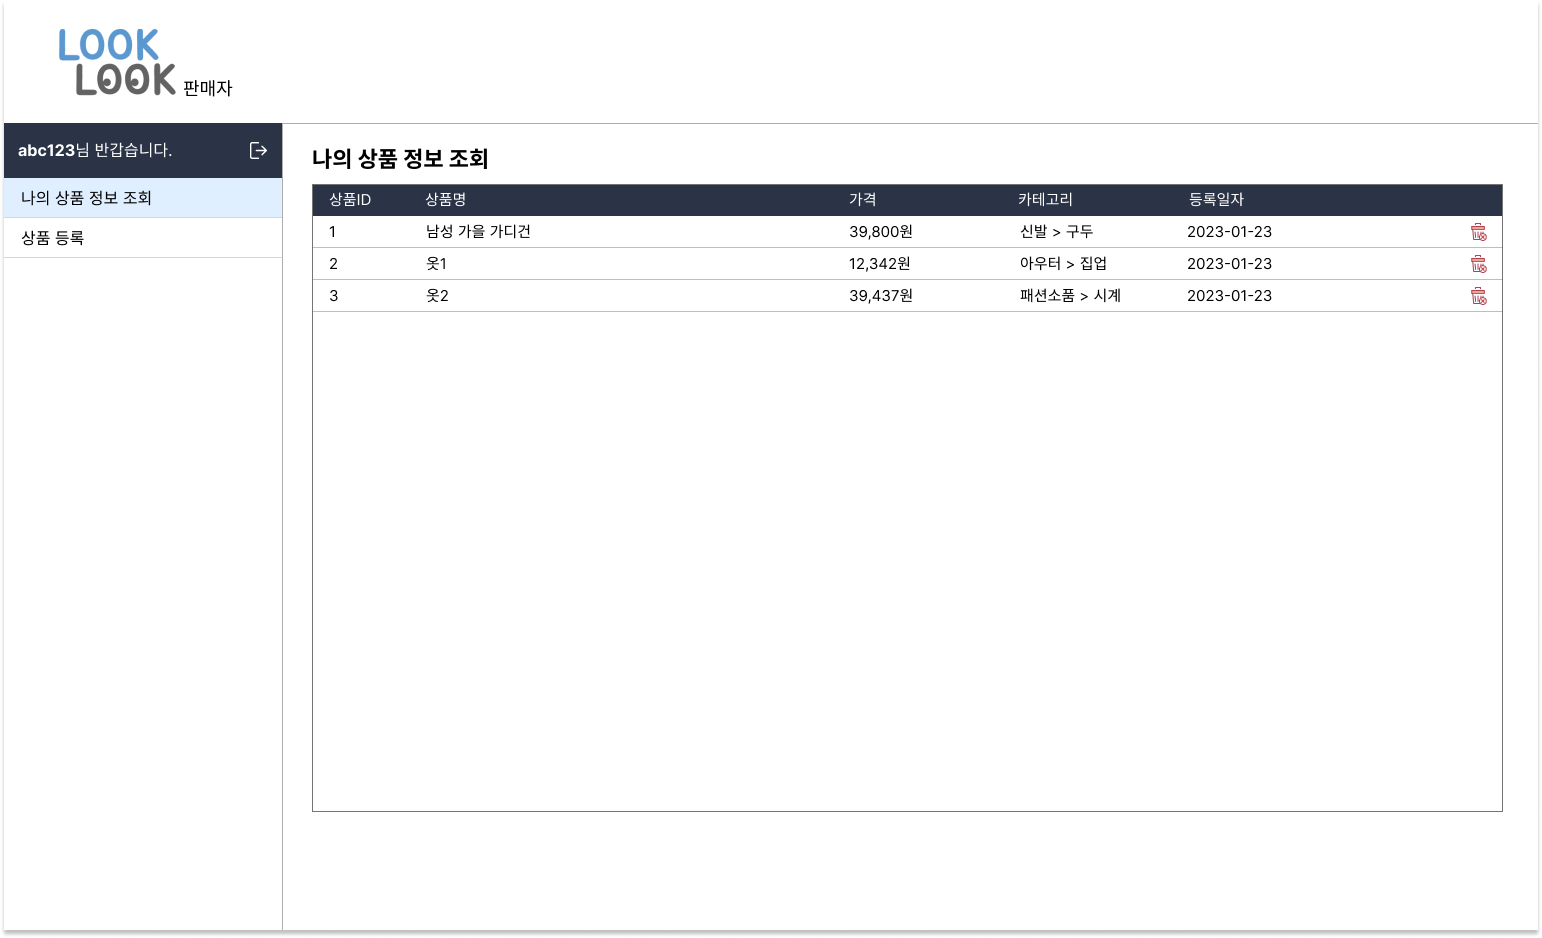 LOOK
LOOK 판매자
abc123님 반갑습니다.
나의 상품 정보 조회
상품 등록
나의 상품 정보 조회
상품ID 상품명 가격 카테고리 등록일자
1 남성 가을 가디건 39,800원 신발 > 구두 2023-01-23
2 옷1 12,342원 아우터 > 집업 2023-01-23
3 옷2 39,437원 패션소품 > 시계 2023-01-23